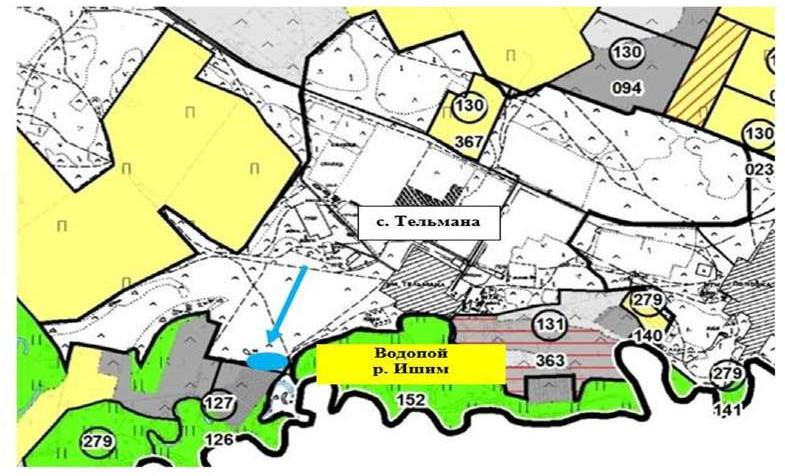 130
094
130
130
367
023
П
П
П
П
П
с. Тельмана
279
131
140
363
Водопой
р. Ишим
279
127
152
141
279
126